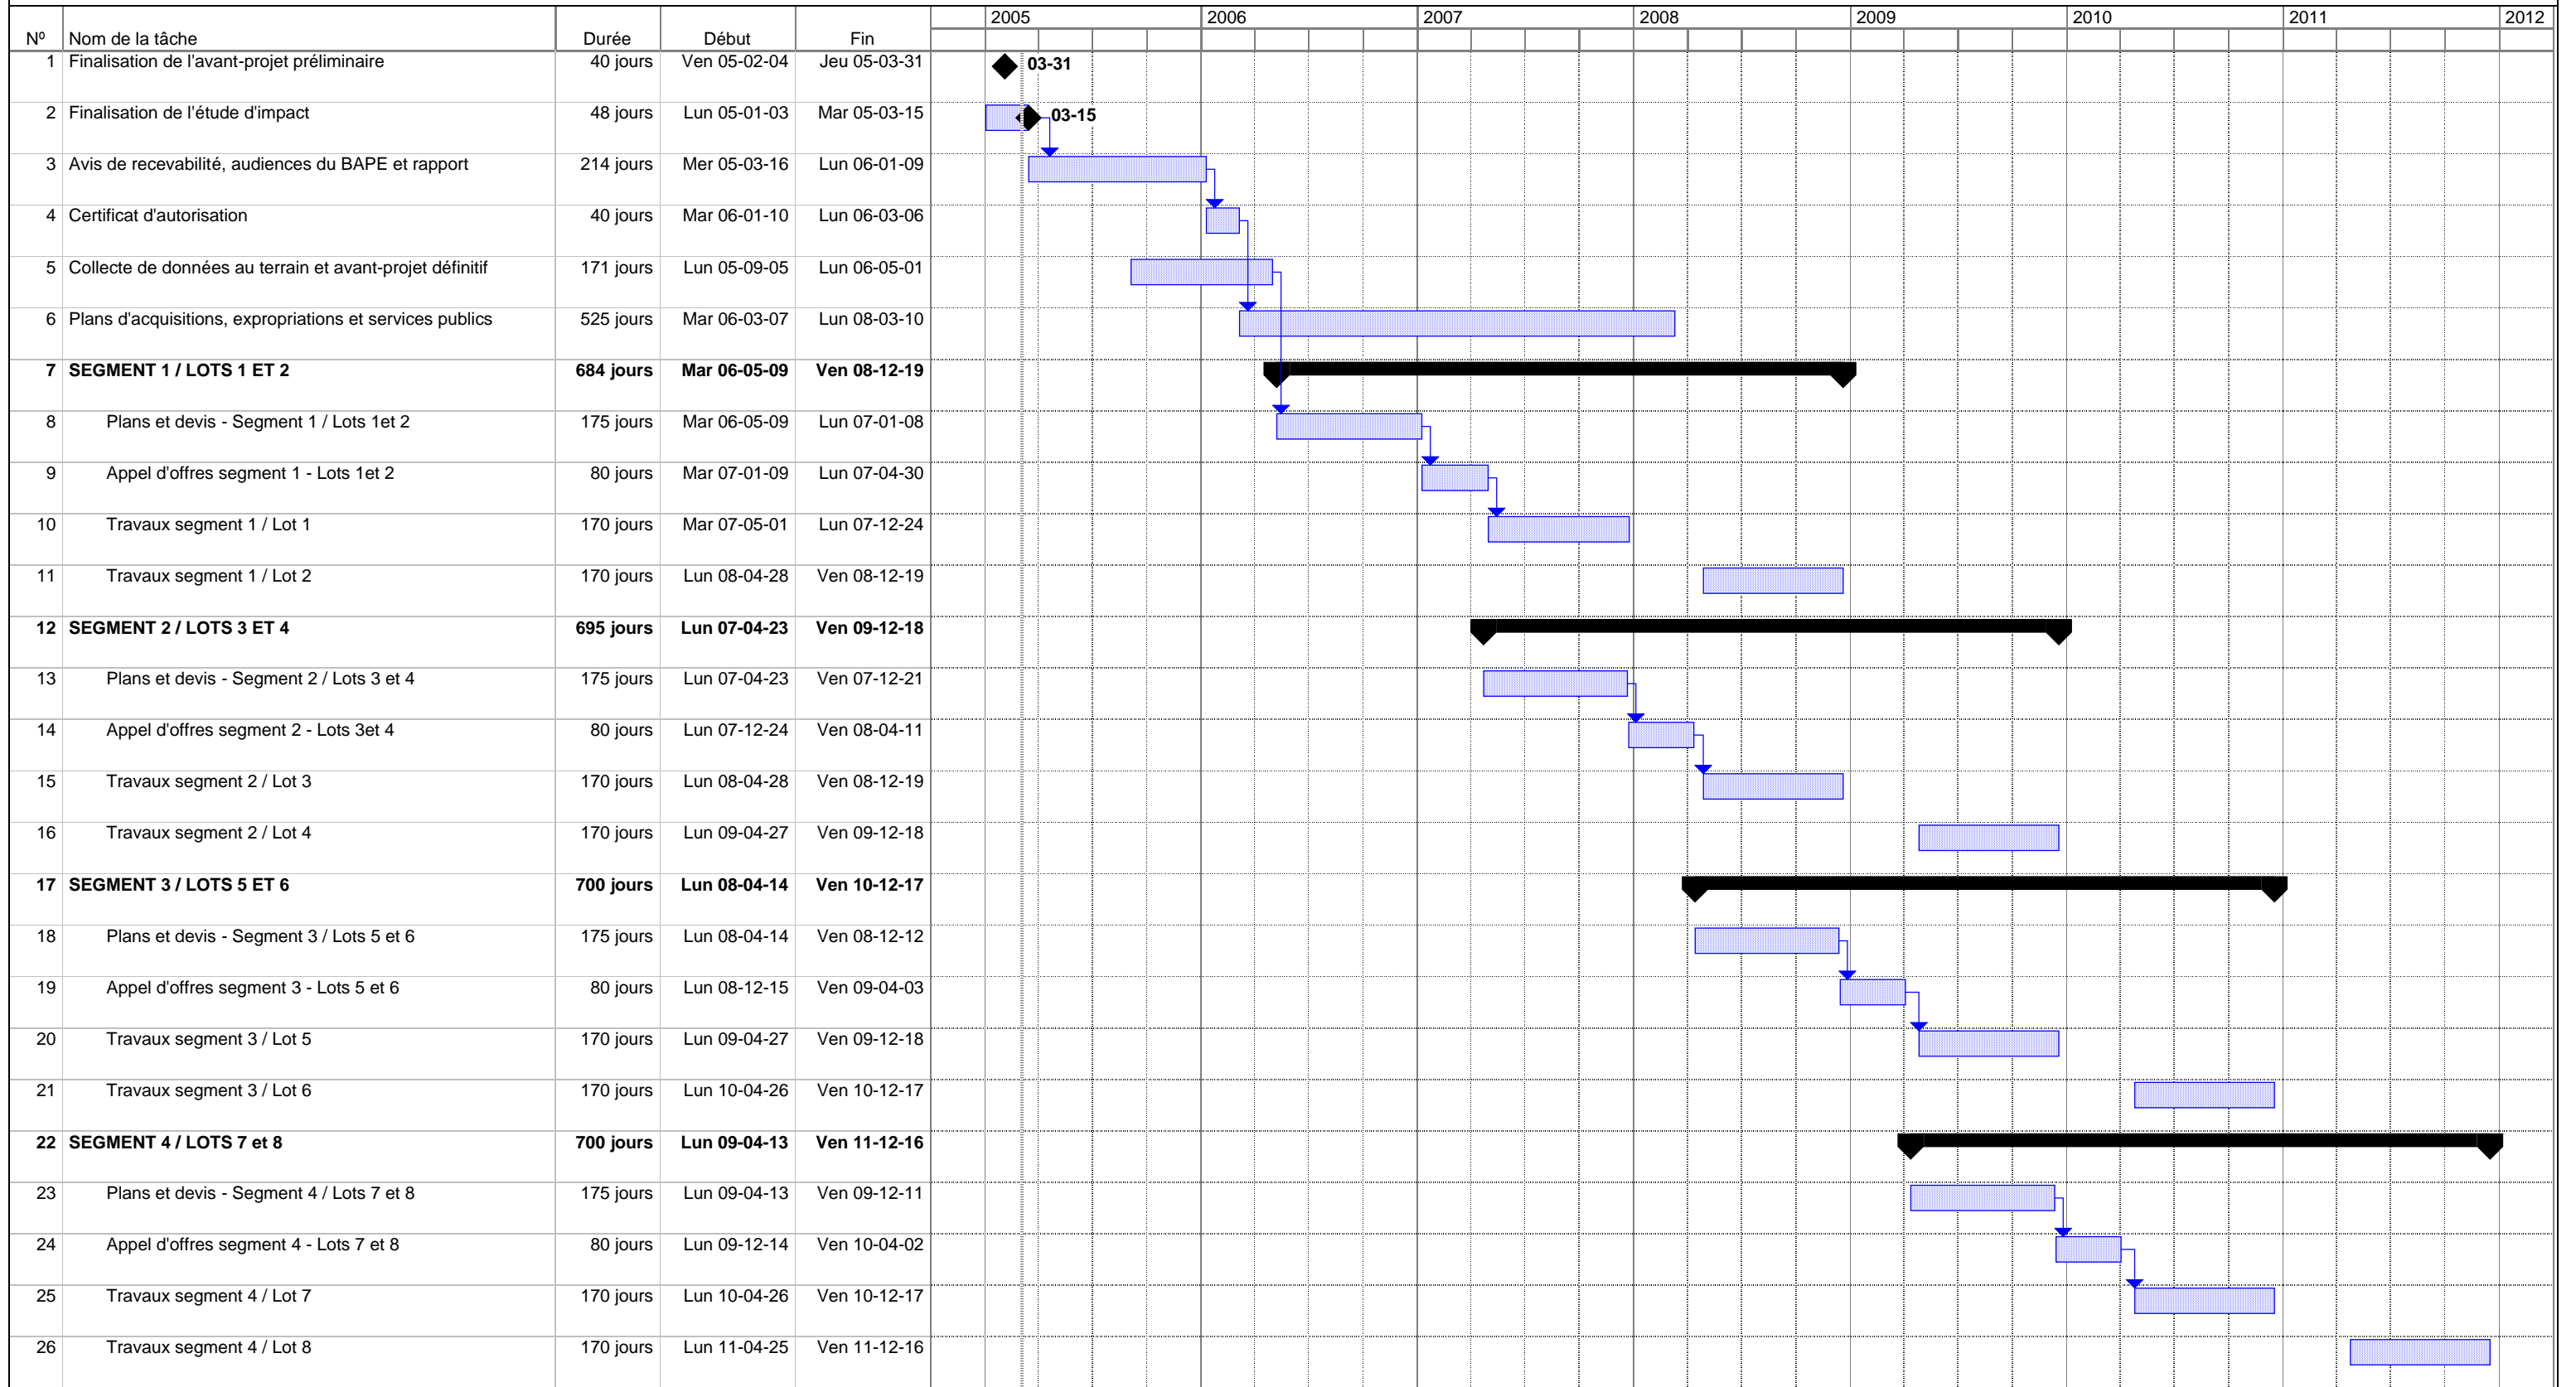 2005 2006 2007 2008 2009 2010 2011 2012
Nº Nom de la tâche Durée Début Fin
1 Finalisation de l'avant-projet préliminaire 40 jours Ven 05-02-04 Jeu 05-03-31 03-31
2 Finalisation de l'étude d'impact 48 jours Lun 05-01-03 Mar 05-03-15 03-15
3 Avis de recevabilité, audiences du BAPE et rapport 214 jours Mer 05-03-16 Lun 06-01-09
4 Certificat d'autorisation 40 jours Mar 06-01-10 Lun 06-03-06
5 Collecte de données au terrain et avant-projet définitif 171 jours Lun 05-09-05 Lun 06-05-01
6 Plans d'acquisitions, expropriations et services publics 525 jours Mar 06-03-07 Lun 08-03-10
7 SEGMENT 1 / LOTS 1 ET 2 684 jours Mar 06-05-09 Ven 08-12-19
8 Plans et devis - Segment 1 / Lots 1et 2 175 jours Mar 06-05-09 Lun 07-01-08
9 Appel d'offres segment 1 - Lots 1et 2 80 jours Mar 07-01-09 Lun 07-04-30
10 Travaux segment 1 / Lot 1 170 jours Mar 07-05-01 Lun 07-12-24
11 Travaux segment 1 / Lot 2 170 jours Lun 08-04-28 Ven 08-12-19
12 SEGMENT 2 / LOTS 3 ET 4 695 jours Lun 07-04-23 Ven 09-12-18
13 Plans et devis - Segment 2 / Lots 3 et 4 175 jours Lun 07-04-23 Ven 07-12-21
14 Appel d'offres segment 2 - Lots 3et 4 80 jours Lun 07-12-24 Ven 08-04-11
15 Travaux segment 2 / Lot 3 170 jours Lun 08-04-28 Ven 08-12-19
16 Travaux segment 2 / Lot 4 170 jours Lun 09-04-27 Ven 09-12-18
17 SEGMENT 3 / LOTS 5 ET 6 700 jours Lun 08-04-14 Ven 10-12-17
18 Plans et devis - Segment 3 / Lots 5 et 6 175 jours Lun 08-04-14 Ven 08-12-12
19 Appel d'offres segment 3 - Lots 5 et 6 80 jours Lun 08-12-15 Ven 09-04-03
20 Travaux segment 3 / Lot 5 170 jours Lun 09-04-27 Ven 09-12-18
21 Travaux segment 3 / Lot 6 170 jours Lun 10-04-26 Ven 10-12-17
22 SEGMENT 4 / LOTS 7 et 8 700 jours Lun 09-04-13 Ven 11-12-16
23 Plans et devis - Segment 4 / Lots 7 et 8 175 jours Lun 09-04-13 Ven 09-12-11
24 Appel d'offres segment 4 - Lots 7 et 8 80 jours Lun 09-12-14 Ven 10-04-02
25 Travaux segment 4 / Lot 7 170 jours Lun 10-04-26 Ven 10-12-17
26 Travaux segment 4 / Lot 8 170 jours Lun 11-04-25 Ven 11-12-16